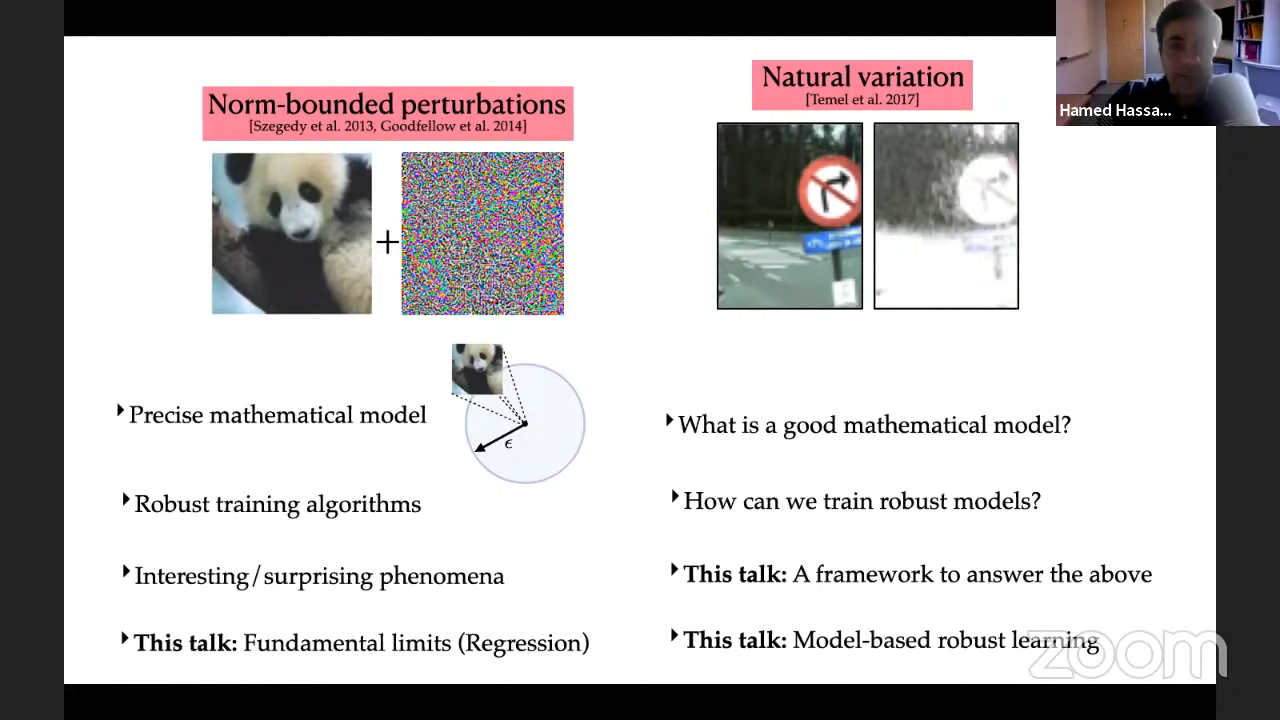 Norm-bounded perturbations
[Szegedy et al. 2013, Goodfellow et al. 2014]
+
ϵ
Precise mathematical model
Robust training algorithms
Interesting/surprising phenomena
This talk: Fundamental limits (Regression)
Natural variation
[Temel et al. 2017]
What is a good mathematical model?
How can we train robust models?
This talk: A framework to answer the above
This talk: Model-based robust learning
Hamed Hassa...
zoom